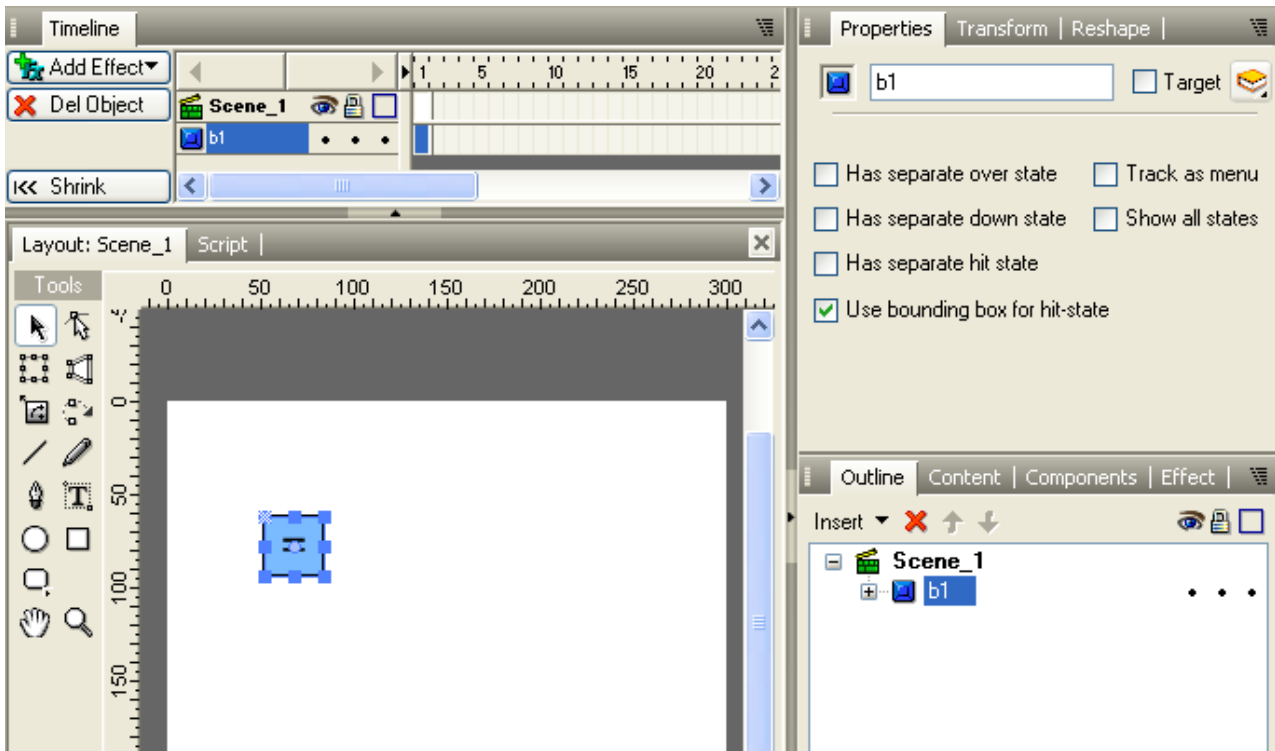 Timeline
Add Effect
1 5 10 15 20 2
Del Object
Scene_1
b1
Shrink
Layout: Scene_1 Script
Tools
0 50 100 150 200 250 300
0
50
100
150
Properties Transform Reshape
b1 Target
Has separate over state Track as menu
Has separate down state Show all states
Has separate hit state
Use bounding box for hit-state
Outline Content Components Effect
Insert
Scene_1
b1